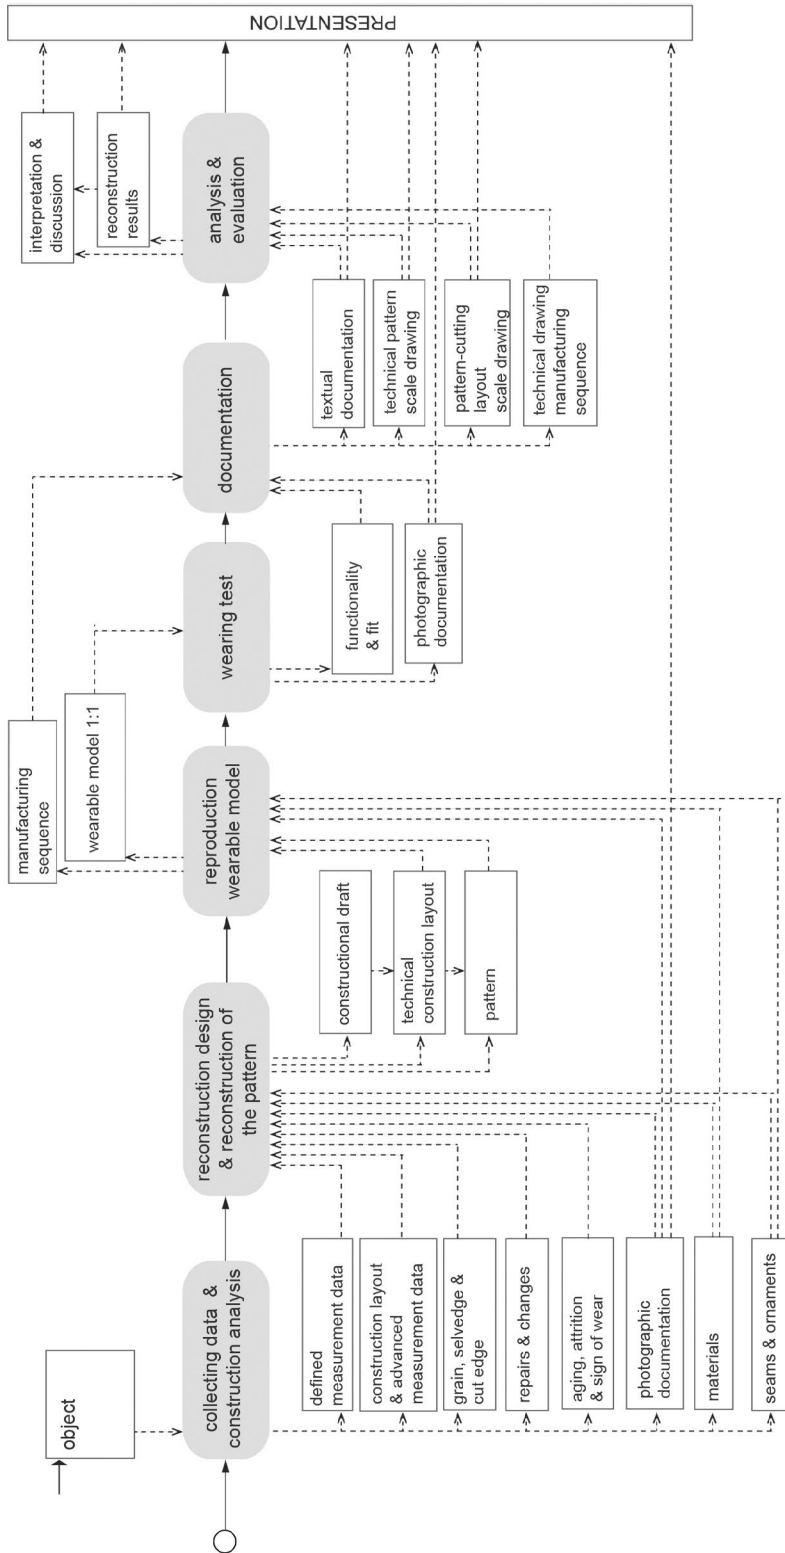 object
collecting data &
construction analysis
defined
measurement data
construction layout
& advanced
measurement data
grain, selvedge &
cut edge
repairs & changes
aging, attrition
& sign of wear
photographic
documentation
materials
seams & ornaments
reconstruction design
& reconstruction of
the pattern
constructional draft
technical
construction layout
pattern
manufacturing
sequence
wearable model 1:1
reproduction
wearable model
wearing test
functionality
& fit
photographic
documentation
documentation
textual
documentation
technical pattern
scale drawing
pattern-cutting
layout
scale drawing
technical drawing
manufacturing
sequence
interpretation &
discussion
reconstruction
results
analysis &
evaluation
PRESENTATION